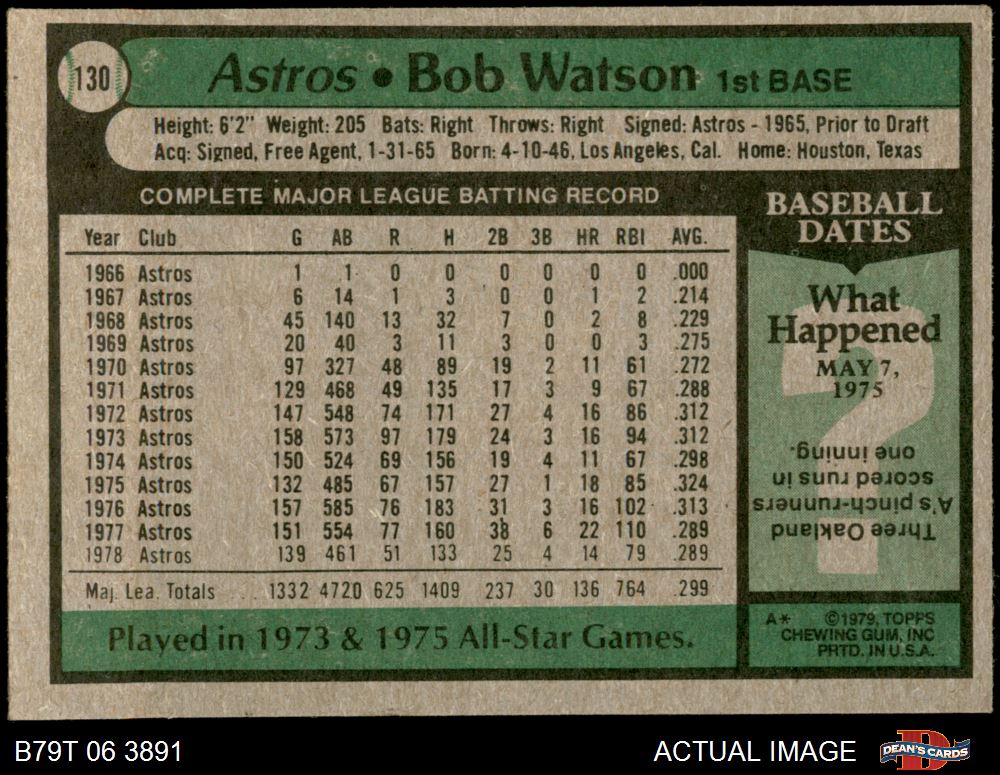 130
Astros • Bob Watson 1st BASE
Height: 6'2" Weight: 205 Bats: Right Throws: Right Signed: Astros - 1965, Prior to Draft
Acq: Signed, Free Agent, 1-31-65 Born: 4-10-46, Los Angeles, Cal. Home: Houston, Texas
COMPLETE MAJOR LEAGUE BATTING RECORD
Year Club G AB R H 2B 3B HR RBI AVG.
1966 Astros 1 1 0 0 0 0 0 0 .000
1967 Astros 6 14 1 3 0 0 1 2 .214
1968 Astros 45 140 13 32 7 0 2 8 .229
1969 Astros 20 40 3 11 3 0 0 3 .275
1970 Astros 97 327 48 89 19 2 11 61 .272
1971 Astros 129 468 49 135 17 3 9 67 .288
1972 Astros 147 548 74 171 27 4 16 86 .312
1973 Astros 158 573 97 179 24 3 16 94 .312
1974 Astros 150 524 69 156 19 4 11 67 .298
1975 Astros 132 485 67 157 27 1 18 85 .324
1976 Astros 157 585 76 183 31 3 16 102 .313
1977 Astros 151 554 77 160 38 6 22 110 .289
1978 Astros 139 461 51 133 25 4 14 79 .289
Maj. Lea. Totals ... 1332 4720 625 1409 237 30 136 764 .299
Played in 1973 & 1975 All-Star Games.
BASEBALL
DATES
What
Happened
MAY 7,
1975
?
Three Oakland
A's pinch-runners
scored runs in
one inning.
A* ©1979, TOPPS
CHEWING GUM, INC
PRTD. IN U.S.A.
B79T 06 3891
ACTUAL IMAGE
DEAN'S CARDS